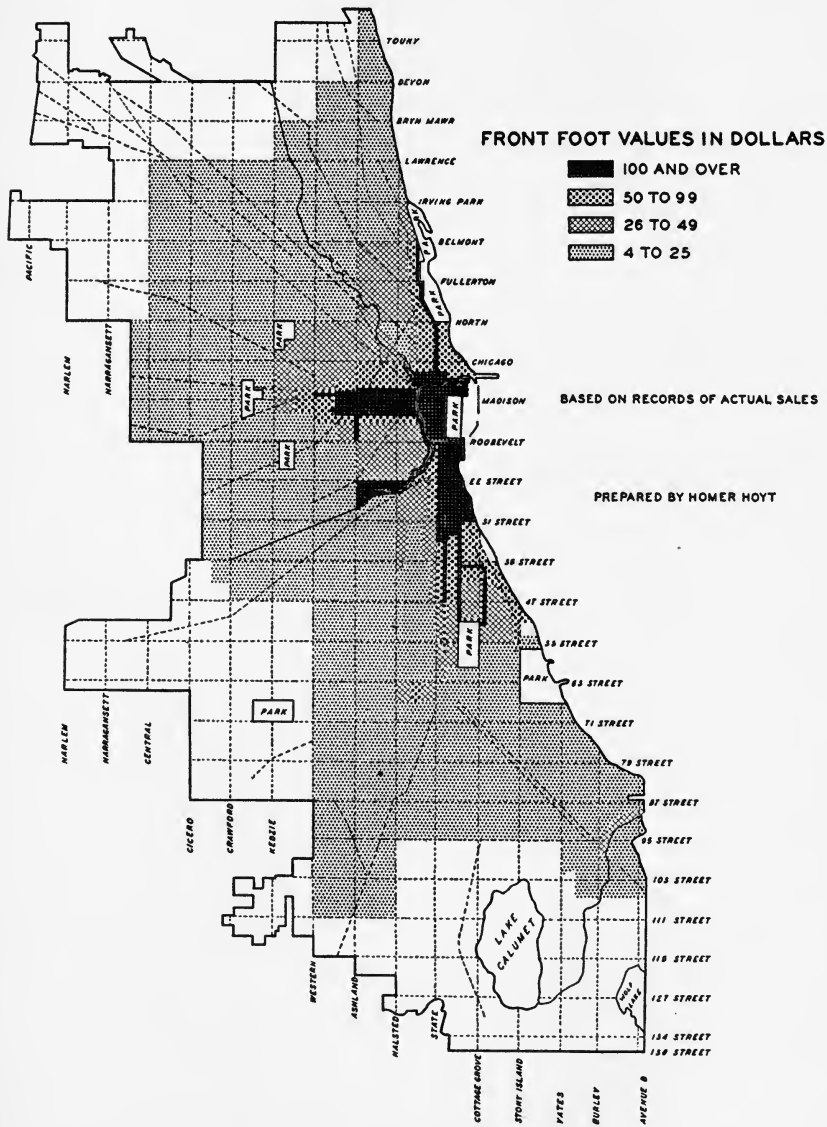 TOUHY
DEVON
BRYN MAWR
LAWRENCE
IRVING PARK
BELMONT
FULLERTON
NORTH
CHICAGO
MADISON
ROOSEVELT
22 STREET
31 STREET
39 STREET
47 STREET
55 STREET
63 STREET
71 STREET
79 STREET
87 STREET
95 STREET
103 STREET
111 STREET
118 STREET
127 STREET
134 STREET
138 STREET
FRONT FOOT VALUES IN DOLLARS
100 AND OVER
50 TO 99
26 TO 49
4 TO 25
BASED ON RECORDS OF ACTUAL SALES
PREPARED BY HOMER HOYT
PARK
PARK
PARK
PARK
PARK
PARK
PARK
PARK
PARK
LAKE
CALUMET
WOLF
LAKE
PACIFIC
HARLEM
NARRAGANSETT
HARLEM
NARRAGANSETT
CENTRAL
CICERO
CRAWFORD
KEDZIE
WESTERN
ASHLAND
HALSTED
STATE
COTTAGE GROVE
STONY ISLAND
YATES
BURLEY
AVENUE B